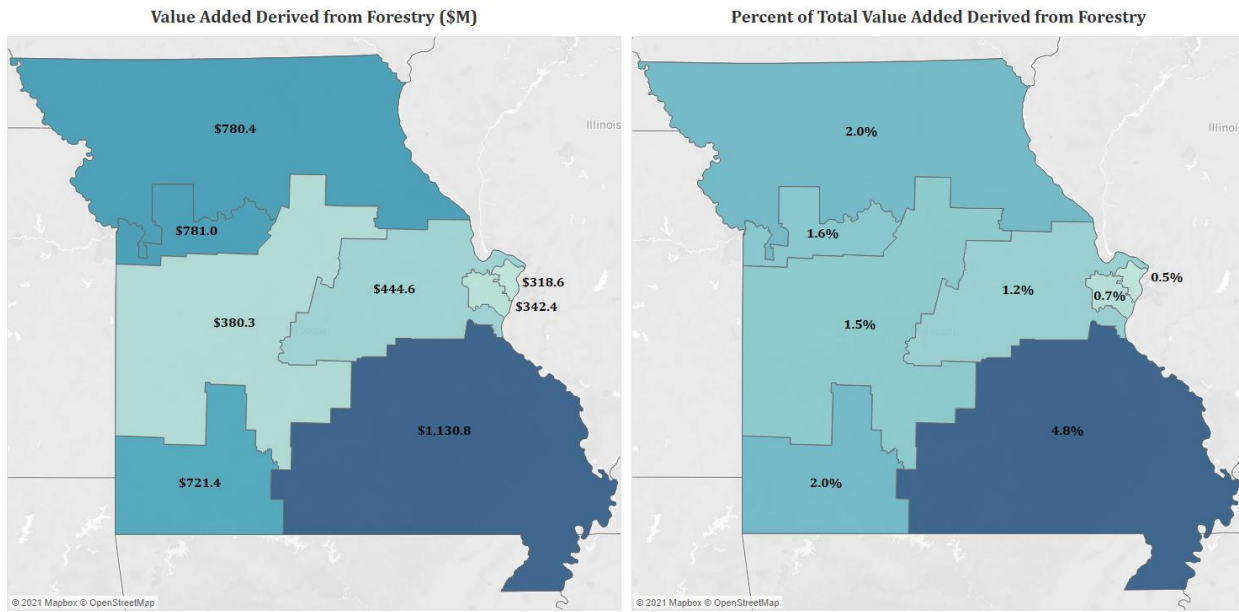 Value Added Derived from Forestry ($M)
Illinois
$780.4
$781.0
$318.6
$444.6
$342.4
$380.3
$1,130.8
$721.4
© 2021 Mapbox © OpenStreetMap
Percent of Total Value Added Derived from Forestry
Illinois
2.0%
1.6%
0.5%
1.2%
0.7%
1.5%
4.8%
2.0%
© 2021 Mapbox © OpenStreetMap